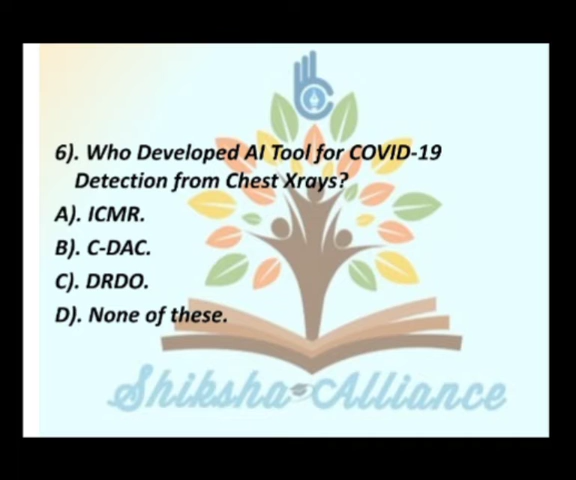 6). Who Developed AI Tool for COVID-19
Detection from Chest Xrays?
A). ICMR.
B). C-DAC.
C). DRDO.
D). None of these.
Shiksha Alliance